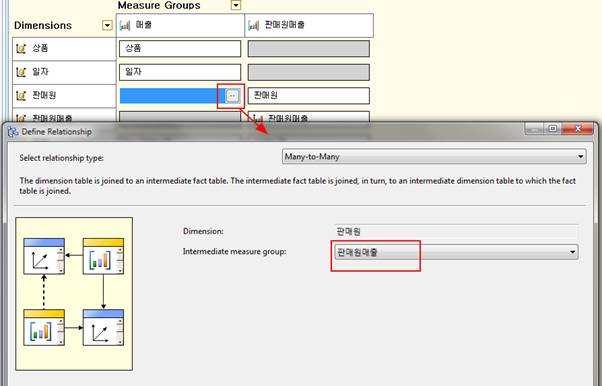 Measure Groups
Dimensions
매출
판매원매출
상품
상품
일자
일자
판매원
판매원
판매원매출
판매원매출
Define Relationship
Select relationship type:
Many-to-Many
The dimension table is joined to an intermediate fact table. The intermediate fact table is joined, in turn, to an intermediate dimension table to which the fact
table is joined.
Dimension:
판매원
Intermediate measure group:
판매원매출